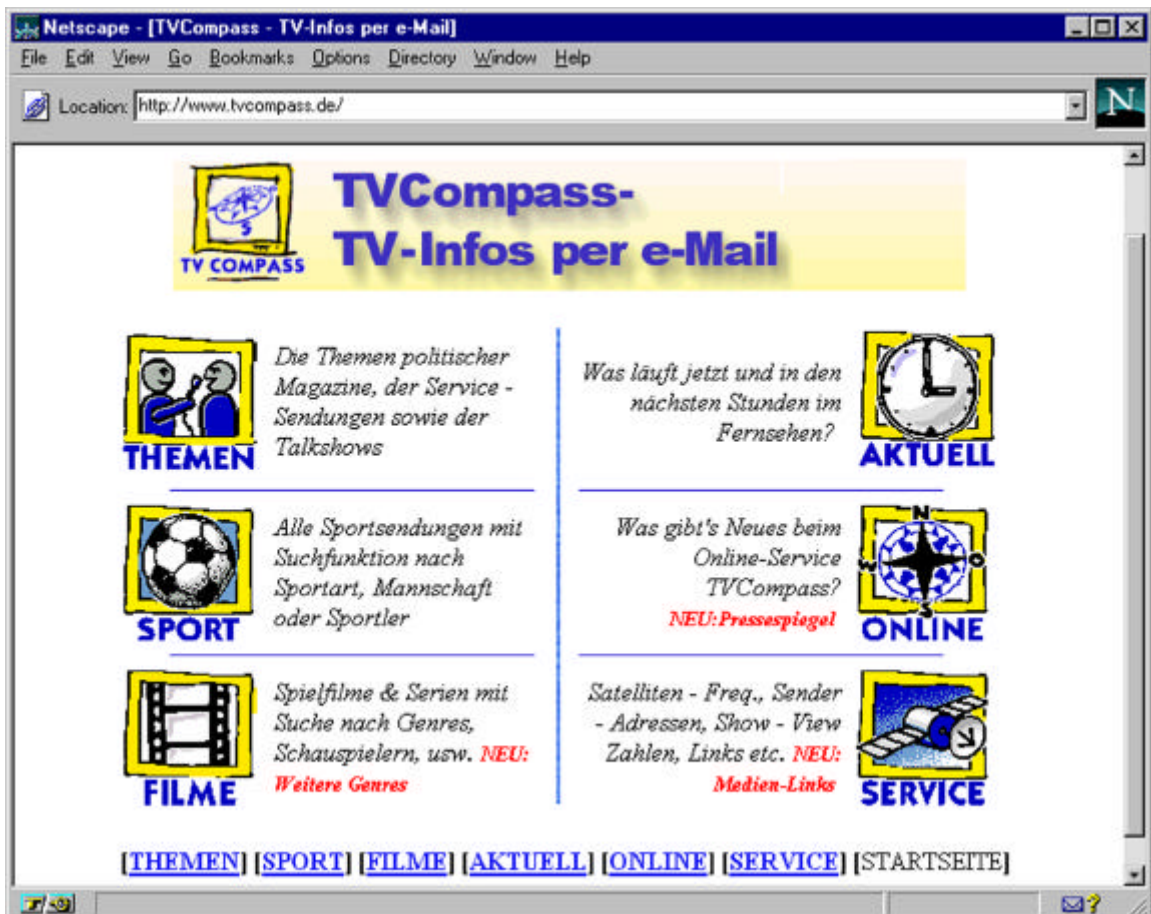 Netscape - [TVCompass - TV-Infos per e-Mail]
File Edit View Go Bookmarks Options Directory Window Help
Location: http://www.tvcompass.de/
N
S
TV COMPASS
TVCompass-
TV-Infos per e-Mail
Die Themen politischer
Magazine, der Service -
Sendungen sowie der
Talkshows
THEMEN
Was läuft jetzt und in den
nächsten Stunden im
Fernsehen?
AKTUELL
Alle Sportsendungen mit
Suchfunktion nach
Sportart, Mannschaft
oder Sportler
SPORT
Was gibt's Neues beim
Online-Service
TVCompass?
NEU:Pressespiegel
N
W O
S
ONLINE
Spielfilme & Serien mit
Suche nach Genres,
Schauspielern, usw. NEU:
Weitere Genres
FILME
Satelliten - Freq., Sender
- Adressen, Show - View
Zahlen, Links etc. NEU:
Medien-Links
SERVICE
[THEMEN] [SPORT] [FILME] [AKTUELL] [ONLINE] [SERVICE] [STARTSEITE]